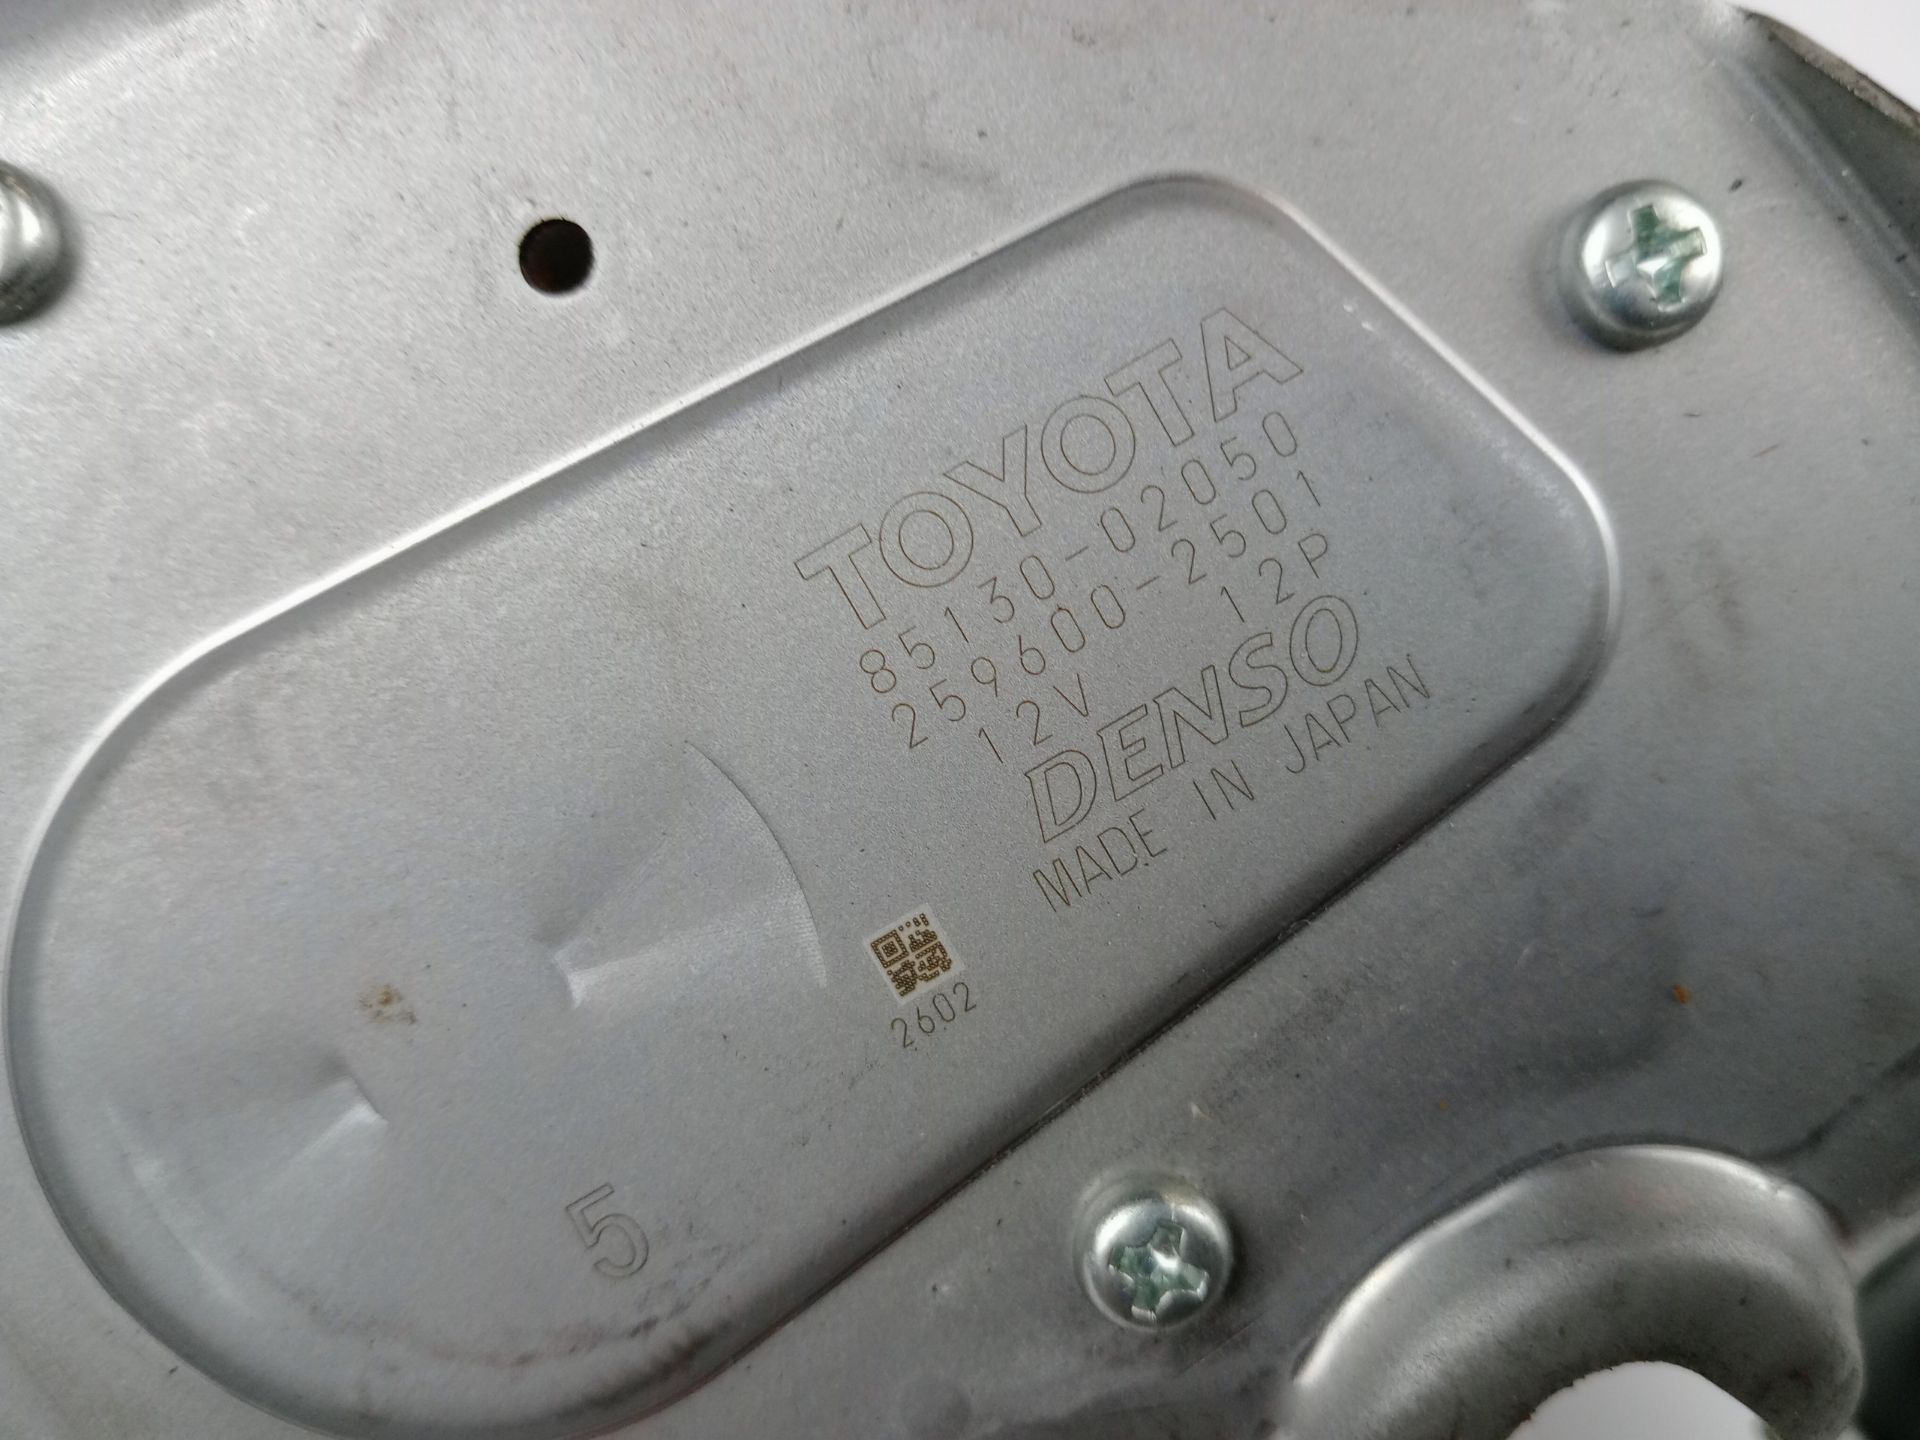 TOYOTA
85130-02050
259600-2501
12V 12P
DENSO
MADE IN JAPAN
2602
5